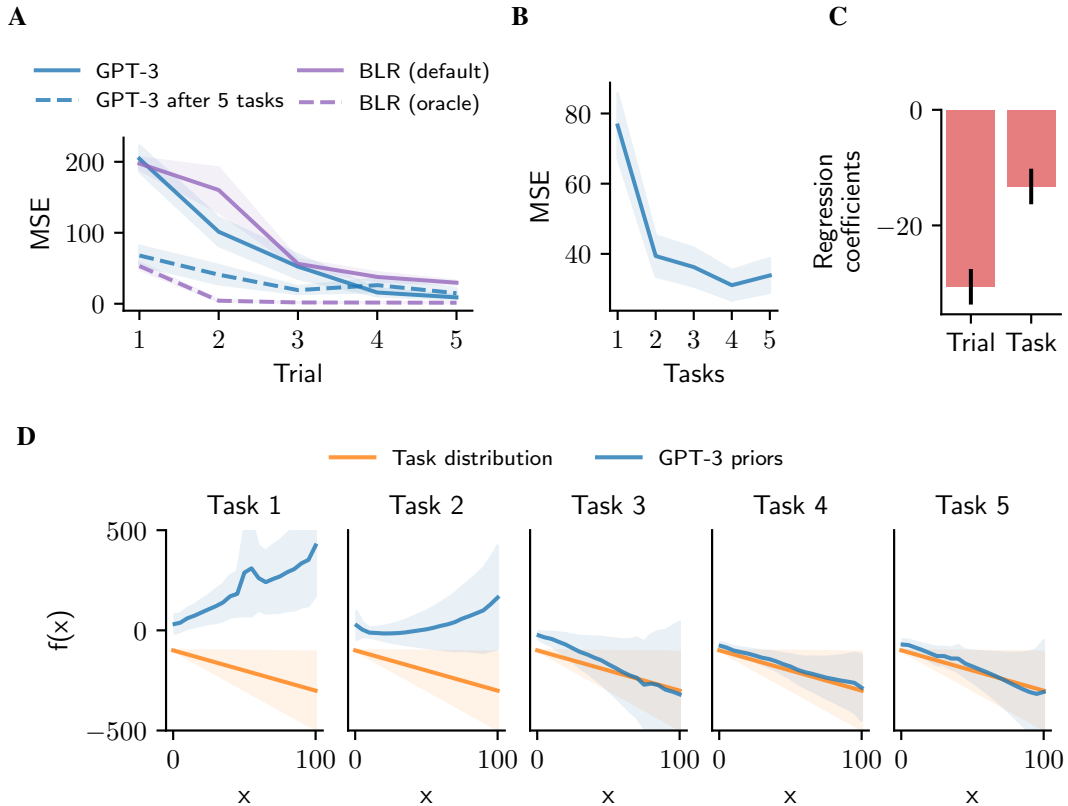 A
B
C
GPT-3
BLR (default)
GPT-3 after 5 tasks
BLR (oracle)
MSE
200
100
0
1 2 3 4 5
Trial
MSE
80
60
40
1 2 3 4 5
Tasks
Regression
coefficients
0
−20
Trial Task
D
Task distribution
GPT-3 priors
Task 1 Task 2 Task 3 Task 4 Task 5
f(x)
500
0
−500
0 100 0 100 0 100 0 100 0 100
x x x x x